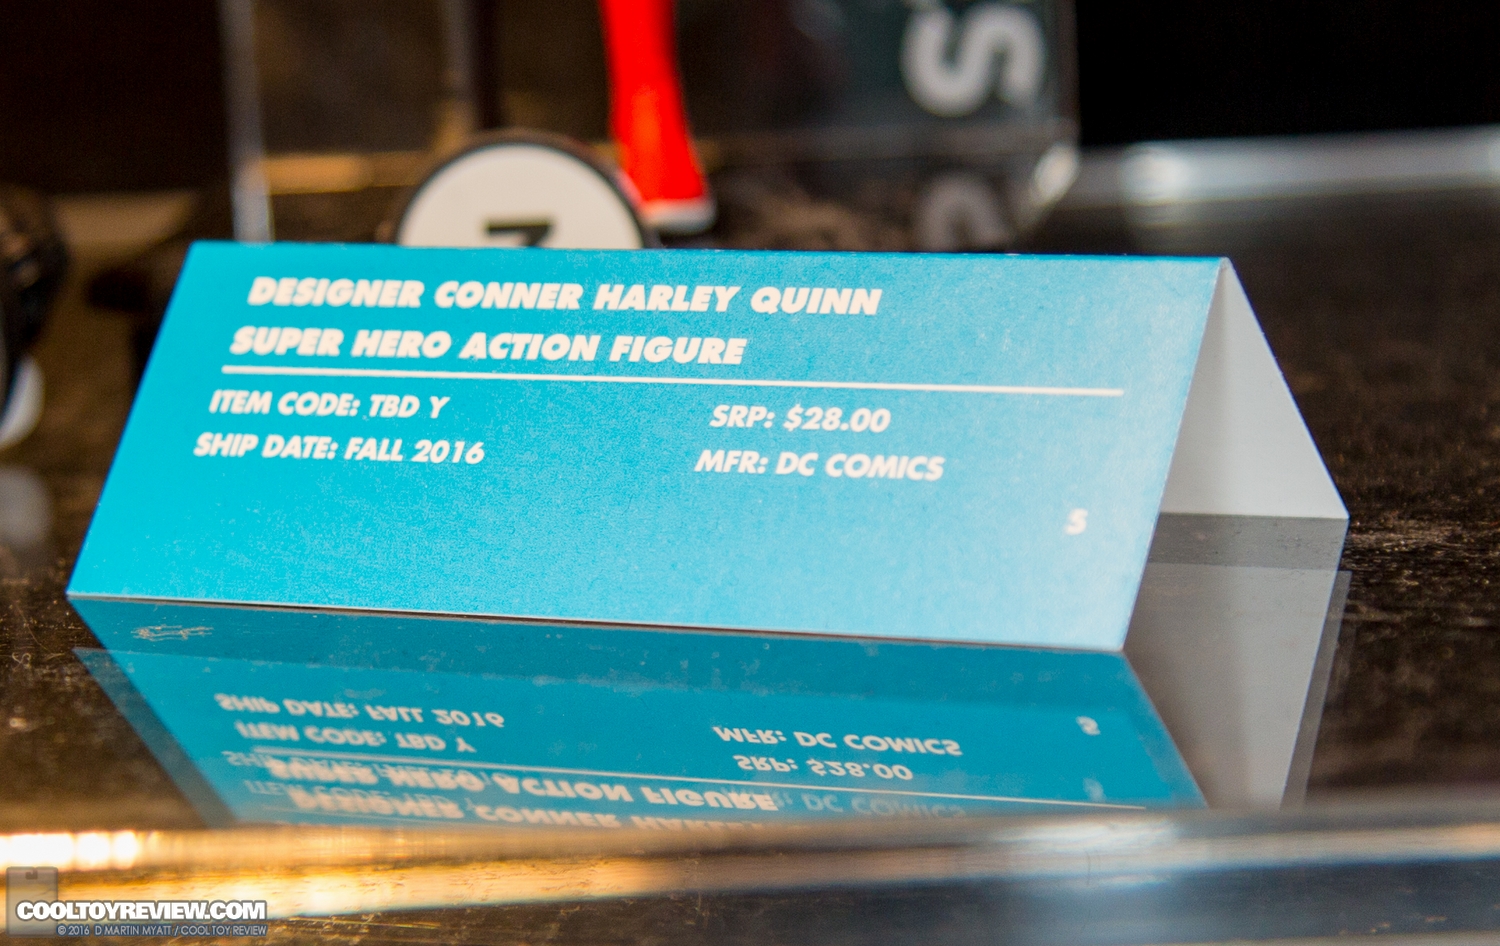 S
DESIGNER CONNER HARLEY QUINN
SUPER HERO ACTION FIGURE
ITEM CODE: TBD Y
SRP: $28.00
SHIP DATE: FALL 2016
MFR: DC COMICS
5
COOLTOYREVIEW.COM
© 2016 D MARTIN MYATT / COOL TOY REVIEW